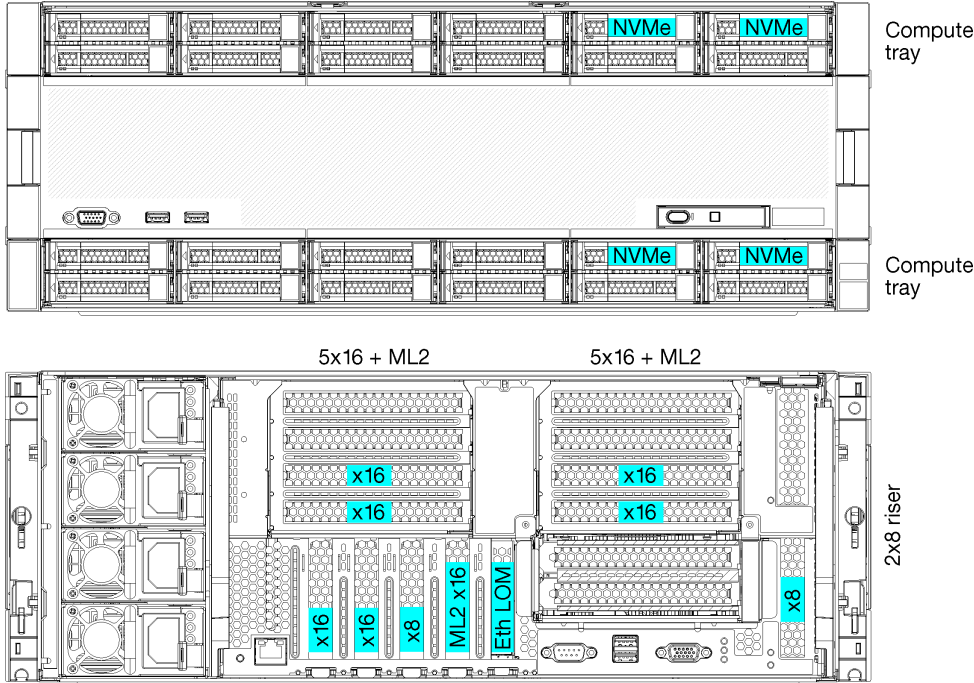 NVMe NVMe
Compute
tray
NVMe NVMe
Compute
tray
5x16 + ML2 5x16 + ML2
x16 x16
x16 x16
2x8 riser
x16 x16 x8 ML2 x16 Eth LOM x8